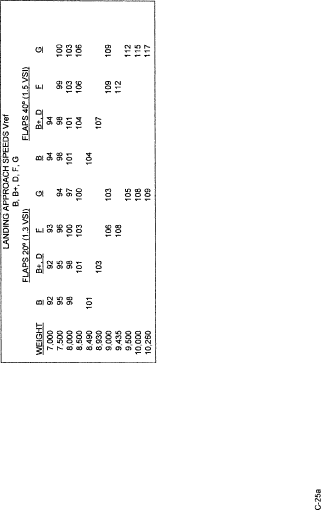 LANDING APPROACH SPEEDS Vref
B, B+, D, F, G
FLAPS 20° (1.3 VSI) FLAPS 40° (1.5 VSI)
WEIGHT B B+, D F G B B+, D F G
7,000 92 92 93 94 94
7,500 95 95 96 94 98 98 99 100
8,000 98 98 100 97 101 101 103 103
8,500 101 103 100 104 106 106
8,490 101 104
8,930 103 107
9,000 106 103 109 109
9,435 108 112
9,500 105 112
10,000 108 115
10,260 109 117
C-25a